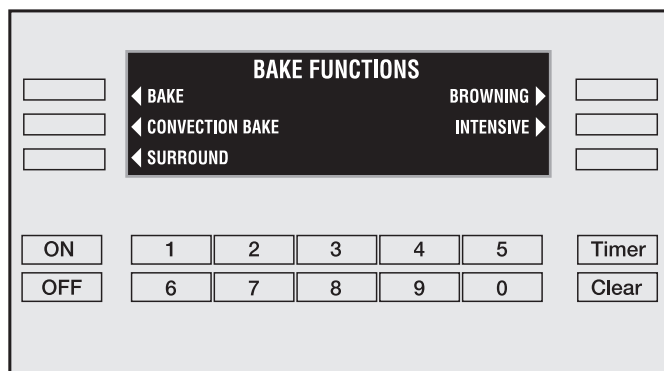 BAKE FUNCTIONS
BAKE BROWNING
CONVECTION BAKE INTENSIVE
SURROUND
ON 1 2 3 4 5 Timer
OFF 6 7 8 9 0 Clear